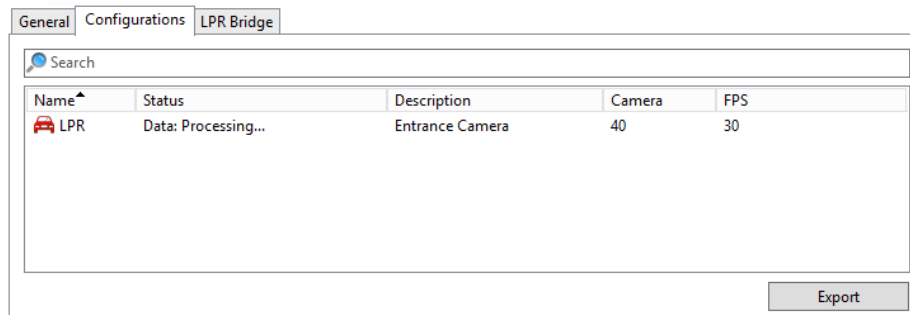 General Configurations LPR Bridge
Search
Name Status Description Camera FPS
LPR Data: Processing... Entrance Camera 40 30
Export